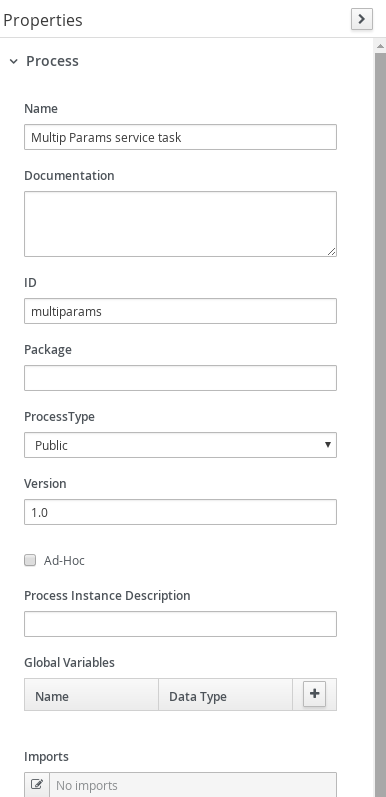 Properties
Process
Name
Multip Params service task
Documentation
ID
multiparams
Package
ProcessType
Public
Version
1.0
Ad-Hoc
Process Instance Description
Global Variables
Name Data Type
Imports
No imports